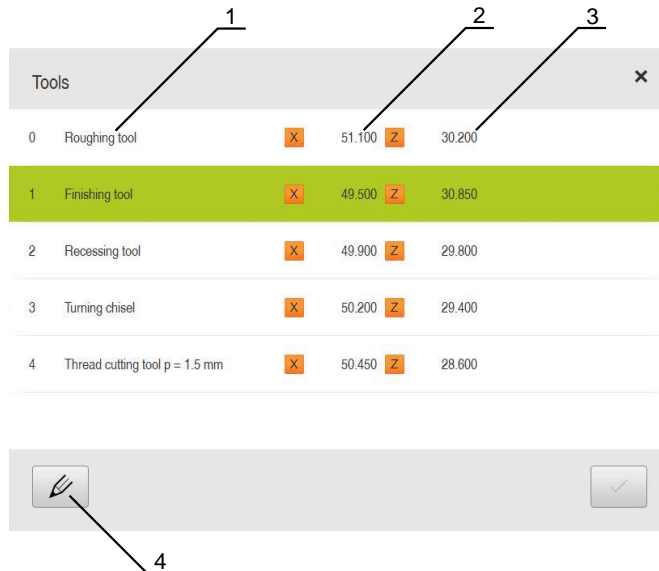 1 2 3
Tools ×
0 Roughing tool X 51.100 Z 30.200
1 Finishing tool X 49.500 Z 30.850
2 Recessing tool X 49.900 Z 29.800
3 Turning chisel X 50.200 Z 29.400
4 Thread cutting tool p = 1.5 mm X 50.450 Z 28.600
4